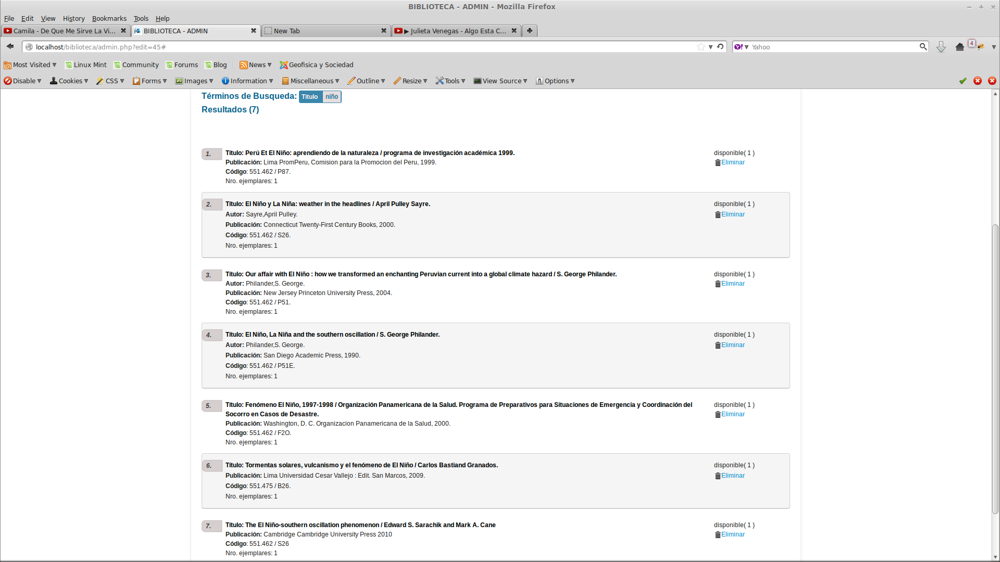 BIBLIOTECA - ADMIN - Mozilla Firefox
File Edit View History Bookmarks Tools Help
Camila - De Que Me Sirve La Vi... BIBLIOTECA - ADMIN New Tab ▶ Julieta Venegas - Algo Esta C...
localhost/biblioteca/admin.php?edit=45# Yahoo 4
Most Visited Linux Mint Community Forums Blog News Geofisica y Sociedad
Disable Cookies CSS Forms Images Information Miscellaneous Outline Resize Tools View Source Options
Términos de Busqueda: Titulo niño
Resultados (7)
1. Título: Perú Et El Niño: aprendiendo de la naturaleza / programa de investigación académica 1999. disponible( 1 )
Publicación: Lima PromPeru, Comision para la Promocion del Peru, 1999. Eliminar
Código: 551.462 / P87.
Nro. ejemplares: 1
2. Título: El Niño y La Niña: weather in the headlines / April Pulley Sayre. disponible( 1 )
Autor: Sayre,April Pulley. Eliminar
Publicación: Connecticut Twenty-First Century Books, 2000.
Código: 551.462 / S26.
Nro. ejemplares: 1
3. Título: Our affair with El Niño : how we transformed an enchanting Peruvian current into a global climate hazard / S. George Philander. disponible( 1 )
Autor: Philander,S. George. Eliminar
Publicación: New Jersey Princeton University Press, 2004.
Código: 551.462 / P51.
Nro. ejemplares: 1
4. Título: El Niño, La Niña and the southern oscillation / S. George Philander. disponible( 1 )
Autor: Philander,S. George. Eliminar
Publicación: San Diego Academic Press, 1990.
Código: 551.462 / P51E.
Nro. ejemplares: 1
5. Título: Fenómeno El Niño, 1997-1998 / Organización Panamericana de la Salud. Programa de Preparativos para Situaciones de Emergencia y Coordinación del disponible( 1 )
Socorro en Casos de Desastre. Eliminar
Publicación: Washington, D. C. Organizacion Panamericana de la Salud, 2000.
Código: 551.462 / F2O.
Nro. ejemplares: 1
6. Título: Tormentas solares, vulcanismo y el fenómeno de El Niño / Carlos Bastiand Granados. disponible( 1 )
Publicación: Lima Universidad Cesar Vallejo : Edit. San Marcos, 2009. Eliminar
Código: 551.475 / B26.
Nro. ejemplares: 1
7. Título: The El Niño-southern oscillation phenomenon / Edward S. Sarachik and Mark A. Cane disponible( 1 )
Publicación: Cambridge Cambridge University Press 2010 Eliminar
Código: 551.462 / S26
Nro. ejemplares: 1